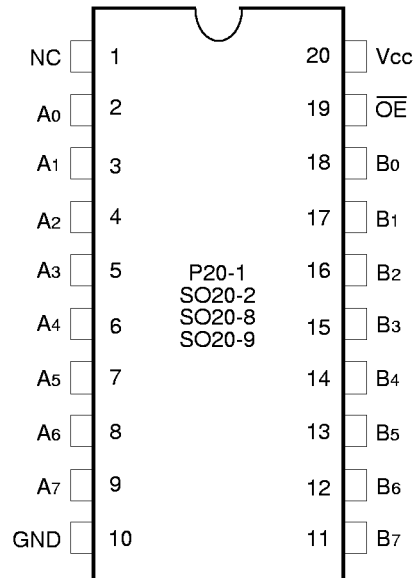 NC 1 20 Vcc
A0 2 19 OE
A1 3 18 B0
A2 4 17 B1
A3 5 16 B2
P20-1
SO20-2
SO20-8
SO20-9
A4 6 15 B3
A5 7 14 B4
A6 8 13 B5
A7 9 12 B6
GND 10 11 B7